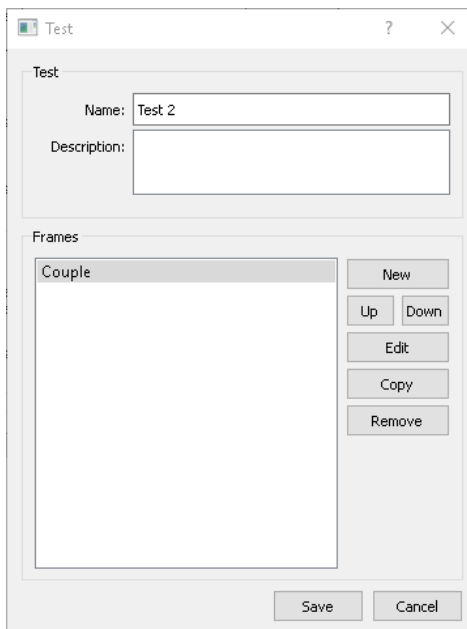 Test
Test
Name: Test 2
Description:
Frames
Couple
New
Up Down
Edit
Copy
Remove
Save Cancel